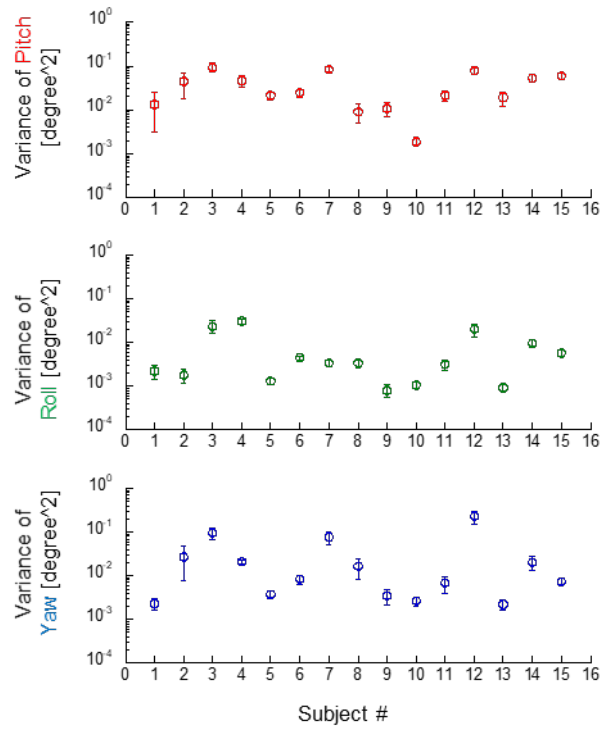 Variance of Pitch
[degree^2]
10^0
10^-1
10^-2
10^-3
10^-4
0 1 2 3 4 5 6 7 8 9 10 11 12 13 14 15 16
Variance of
Roll [degree^2]
10^0
10^-1
10^-2
10^-3
10^-4
0 1 2 3 4 5 6 7 8 9 10 11 12 13 14 15 16
Variance of
Yaw [degree^2]
10^0
10^-1
10^-2
10^-3
10^-4
0 1 2 3 4 5 6 7 8 9 10 11 12 13 14 15 16
Subject #